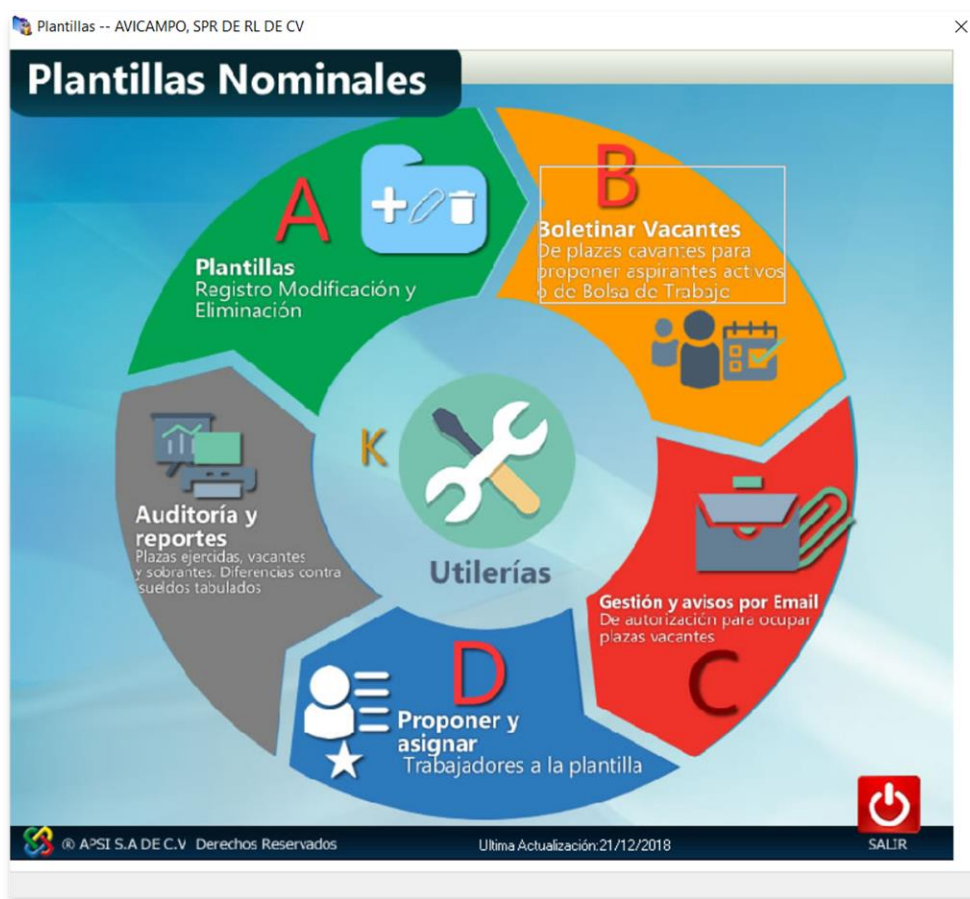 Plantillas -- AVICAMPO, SPR DE RL DE CV
Plantillas Nominales
A
Plantillas
Registro Modificación y
Eliminación
B
Boletinar Vacantes
De plazas cavantes para
proponer aspirantes activos
o de Bolsa de Trabajo
Gestión y avisos por Email
De autorización para ocupar
plazas vacantes
C
D
Proponer y
asignar
Trabajadores a la plantilla
Auditoría y
reportes
Plazas ejercidas, vacantes
y sobrantes. Diferencias contra
sueldos tabulados
K
Utilerías
® APSI S.A DE C.V Derechos Reservados
Ultima Actualización:21/12/2018
SALIR